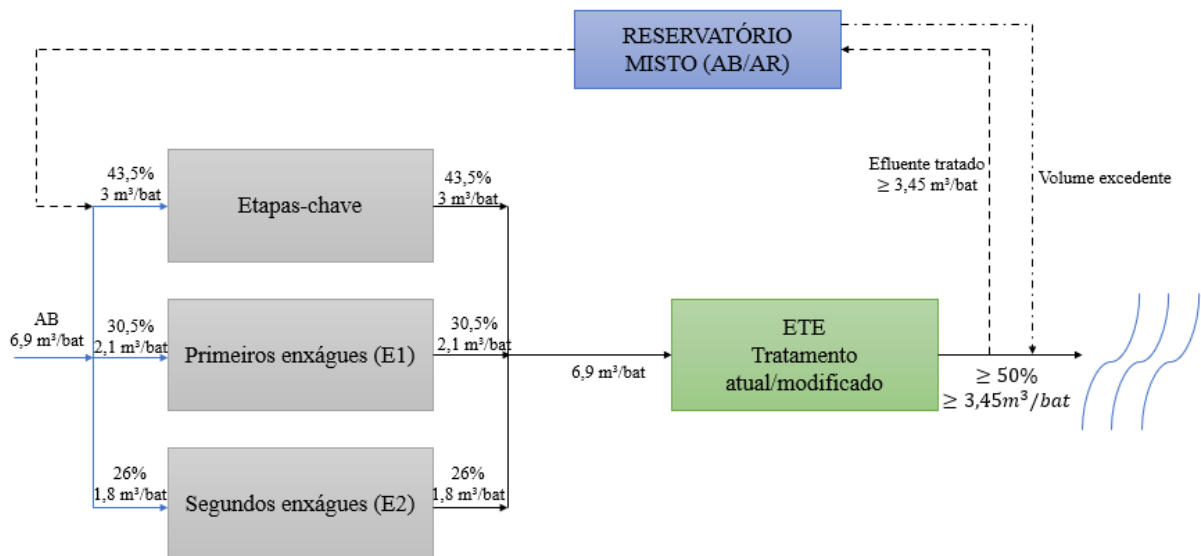 RESERVATÓRIO
MISTO (AB/AR)
Efluente tratado
≥ 3,45 m³/bat
Volume excedente
43,5%
3 m³/bat
Etapas-chave
43,5%
3 m³/bat
AB
6,9 m³/bat
30,5%
2,1 m³/bat
Primeiros enxágues (E1)
30,5%
2,1 m³/bat
6,9 m³/bat
ETE
Tratamento
atual/modificado
≥ 50%
≥ 3,45m³/bat
26%
1,8 m³/bat
Segundos enxágues (E2)
26%
1,8 m³/bat